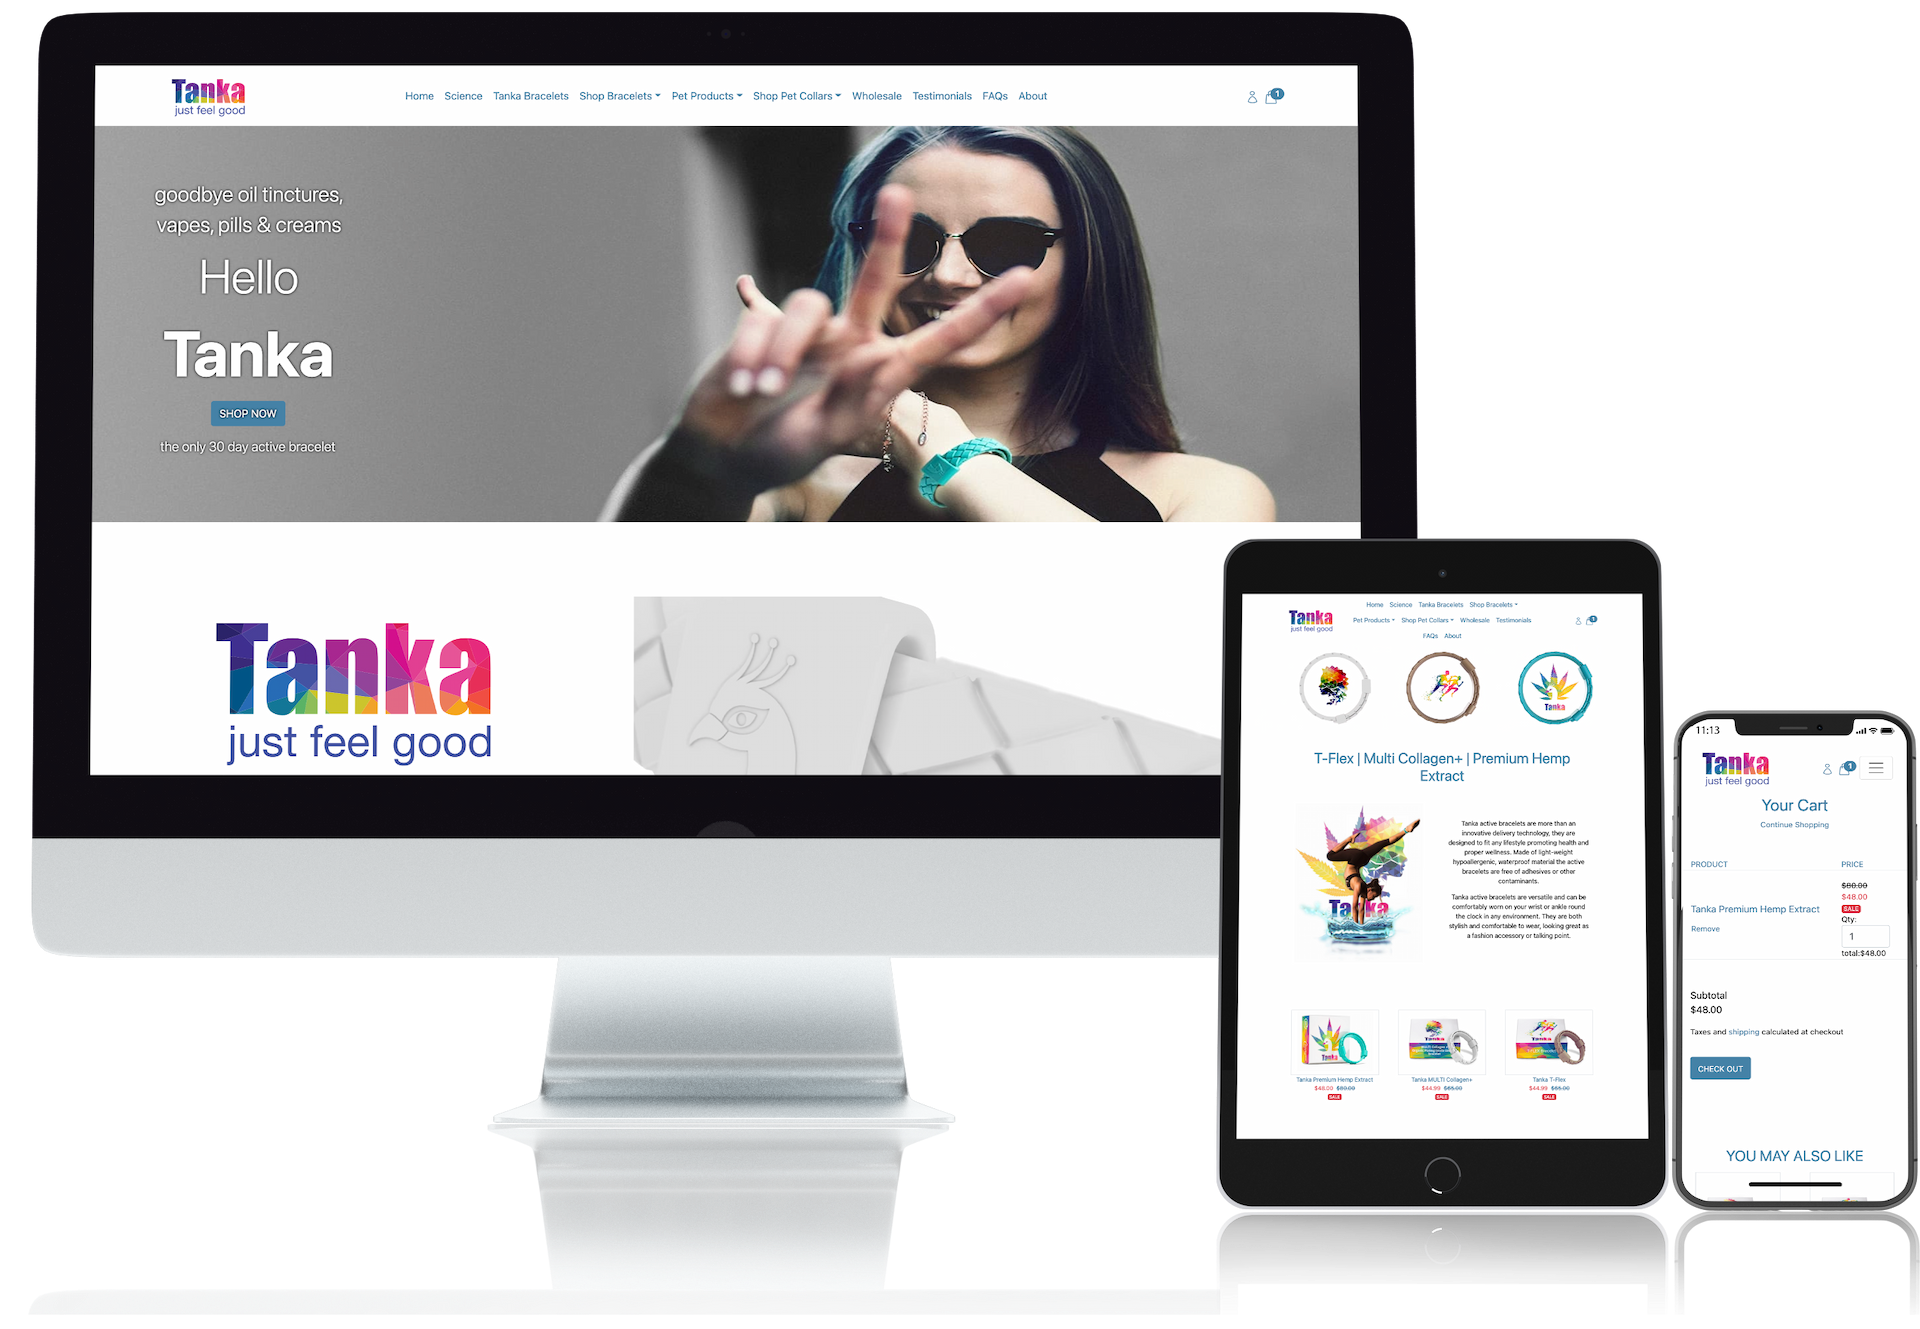 Tanka
just feel good
Home Science Tanka Bracelets Shop Bracelets Pet Products Shop Pet Collars Wholesale Testimonials FAQs About
1
goodbye oil tinctures,
vapes, pills & creams
Hello
Tanka
SHOP NOW
the only 30 day active bracelet
Tanka
just feel good
Home Science Tanka Bracelets Shop Bracelets
Tanka
just feel good
Pet Products Shop Pet Collars Wholesale Testimonials
FAQs About
Tanka
T-Flex | Multi Collagen+ | Premium Hemp
Extract
Tanka
Tanka active bracelets are more than an
innovative delivery technology, they are
designed to fit any lifestyle promoting health and
proper wellness. Made of light-weight
hypoallergenic, waterproof material the active
bracelets are free of adhesives or other
contaminants.
Tanka active bracelets are versatile and can be
comfortably worn on your wrist or ankle round
the clock in any environment. They are both
stylish and comfortable to wear, looking great as
a fashion accessory or talking point.
Tanka
Tanka
Tanka
Tanka Premium Hemp Extract
$48.00 $80.00
SALE
Tanka MULTI Collagen+
$44.99 $65.00
SALE
Tanka T-Flex
$44.99 $65.00
SALE
11:13
Tanka
just feel good
1
Your Cart
Continue Shopping
PRODUCT PRICE
$80.00
$48.00
SALE
Tanka Premium Hemp Extract
Qty:
Remove
1
total:$48.00
Subtotal
$48.00
Taxes and shipping calculated at checkout
CHECK OUT
YOU MAY ALSO LIKE